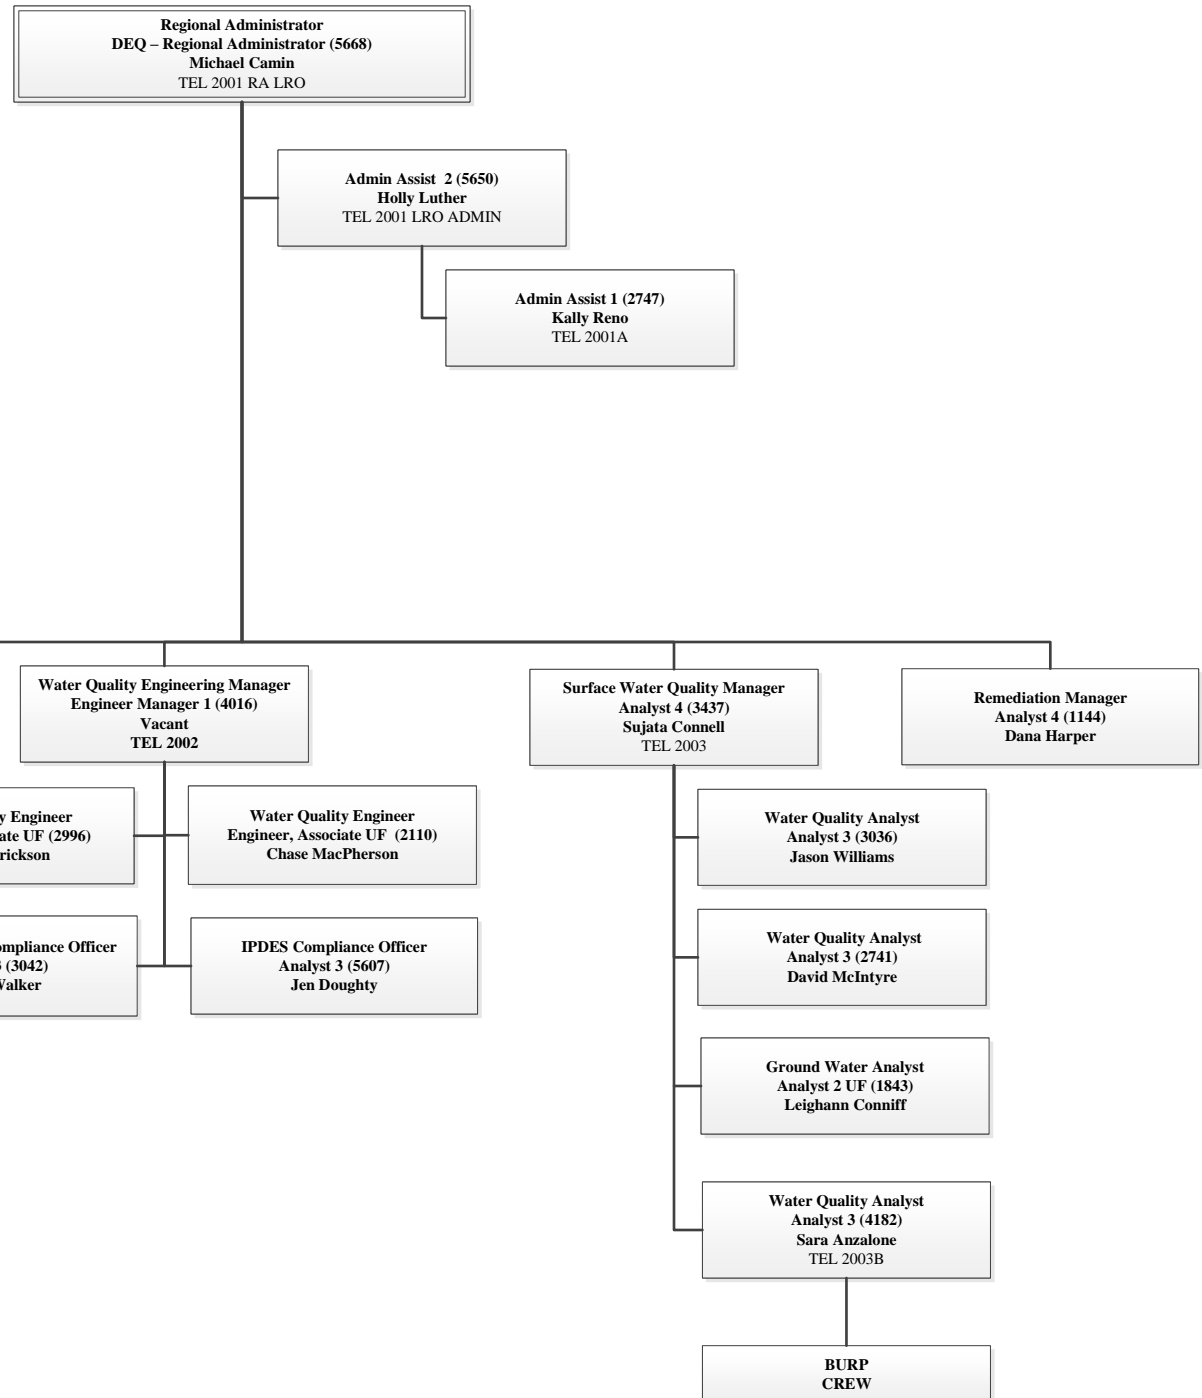 Regional Administrator
DEQ – Regional Administrator (5668)
Michael Camin
TEL 2001 RA LRO
Admin Assist 2 (5650)
Holly Luther
TEL 2001 LRO ADMIN
Admin Assist 1 (2747)
Kally Reno
TEL 2001A
Water Quality Engineering Manager
Engineer Manager 1 (4016)
Vacant
TEL 2002
Surface Water Quality Manager
Analyst 4 (3437)
Sujata Connell
TEL 2003
Remediation Manager
Analyst 4 (1144)
Dana Harper
y Engineer
ate UF (2996)
rickson
Water Quality Engineer
Engineer, Associate UF (2110)
Chase MacPherson
ompliance Officer
(3042)
Walker
IPDES Compliance Officer
Analyst 3 (5607)
Jen Doughty
Water Quality Analyst
Analyst 3 (3036)
Jason Williams
Water Quality Analyst
Analyst 3 (2741)
David McIntyre
Ground Water Analyst
Analyst 2 UF (1843)
Leighann Conniff
Water Quality Analyst
Analyst 3 (4182)
Sara Anzalone
TEL 2003B
BURP
CREW